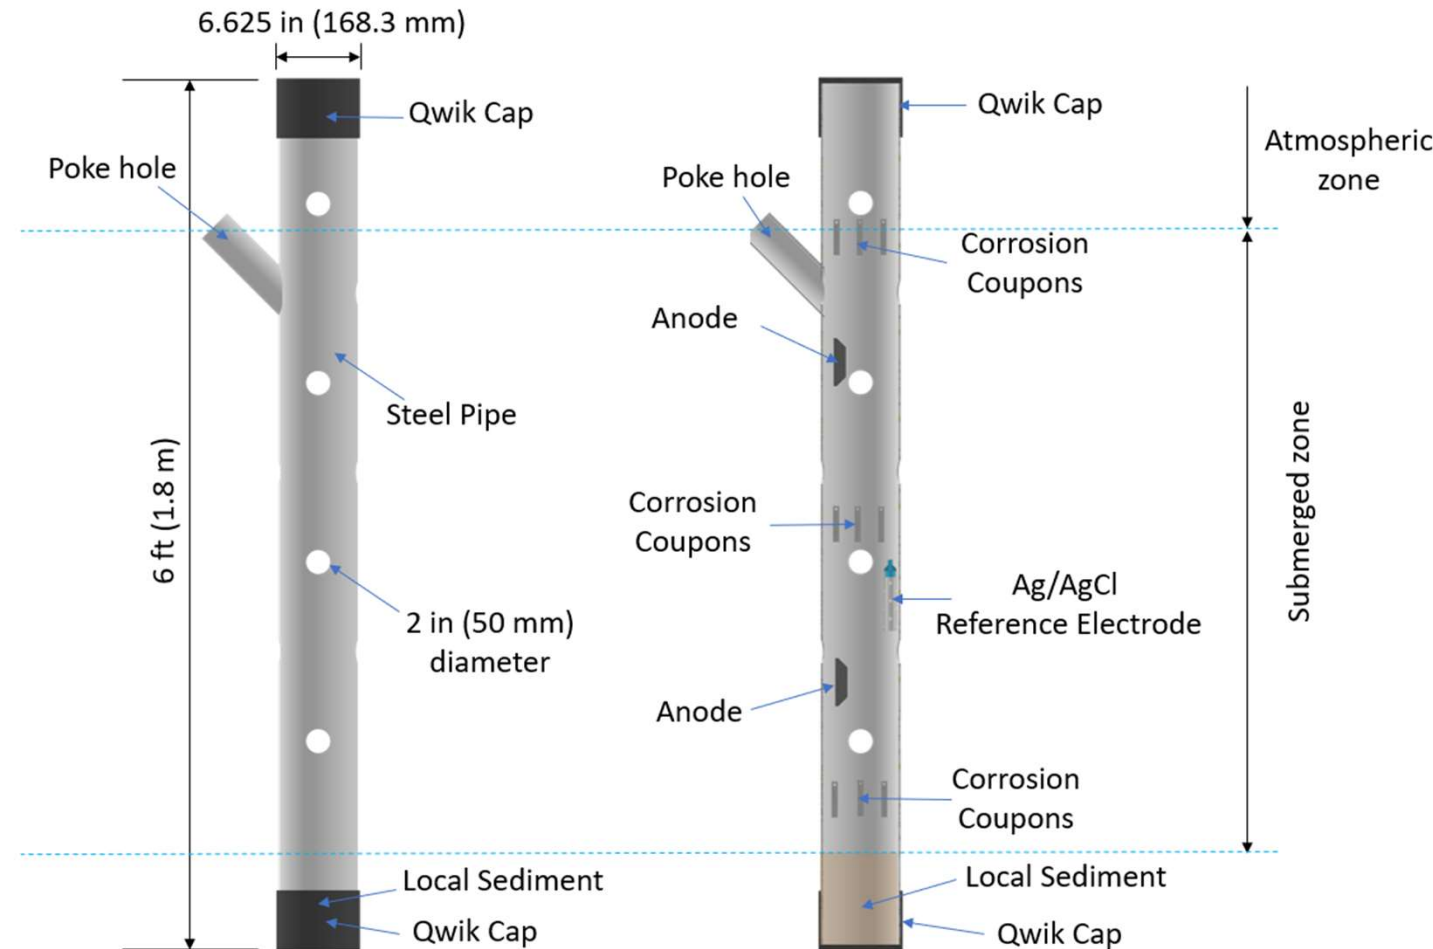 6.625 in (168.3 mm)
Qwik Cap
Poke hole
Steel Pipe
6 ft (1.8 m)
2 in (50 mm)
diameter
Local Sediment
Qwik Cap
Qwik Cap
Poke hole
Atmospheric
zone
Corrosion
Coupons
Anode
Corrosion
Coupons
Submerged zone
Ag/AgCl
Reference Electrode
Anode
Corrosion
Coupons
Local Sediment
Qwik Cap